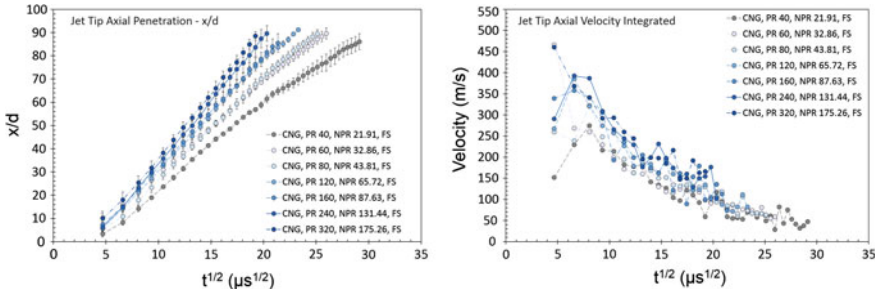 Jet Tip Axial Penetration - x/d
100
90
80
70
60
50
40
30
20
10
0
x/d
CNG, PR 40, NPR 21.91, FS
CNG, PR 60, NPR 32.86, FS
CNG, PR 80, NPR 43.81, FS
CNG, PR 120, NPR 65.72, FS
CNG, PR 160, NPR 87.63, FS
CNG, PR 240, NPR 131.44, FS
CNG, PR 320, NPR 175.26, FS
0 5 10 15 20 25 30 35
t1/2 (µs1/2)
Jet Tip Axial Velocity Integrated
550
500
450
400
350
300
250
200
150
100
50
0
Velocity (m/s)
CNG, PR 40, NPR 21.91, FS
CNG, PR 60, NPR 32.86, FS
CNG, PR 80, NPR 43.81, FS
CNG, PR 120, NPR 65.72, FS
CNG, PR 160, NPR 87.63, FS
CNG, PR 240, NPR 131.44, FS
CNG, PR 320, NPR 175.26, FS
0 5 10 15 20 25 30 35
t1/2 (µs1/2)